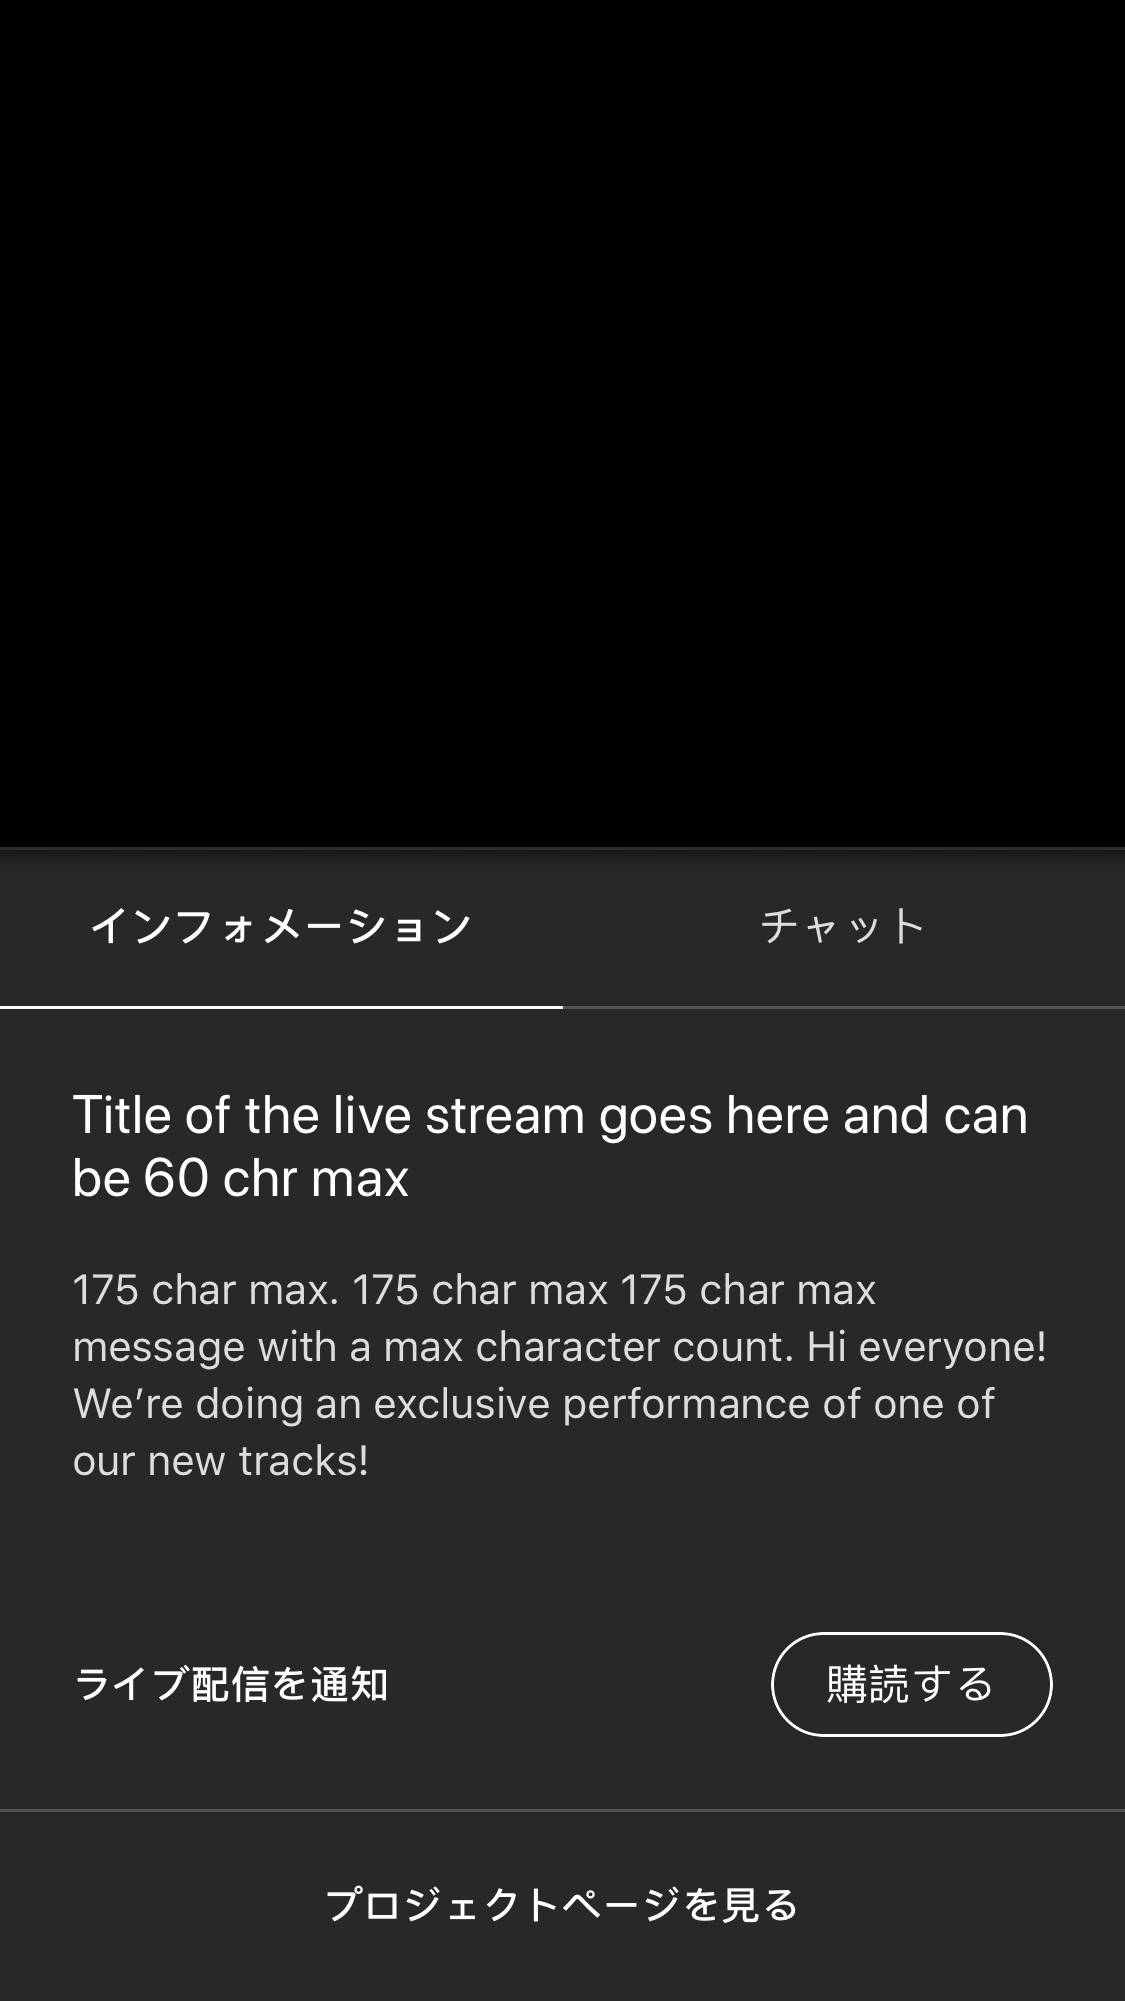 インフォメーション
チャット
Title of the live stream goes here and can
be 60 chr max
175 char max. 175 char max 175 char max
message with a max character count. Hi everyone!
We’re doing an exclusive performance of one of
our new tracks!
ライブ配信を通知
購読する
プロジェクトページを見る